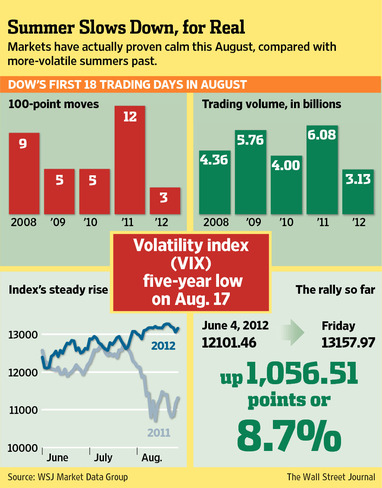 Summer Slows Down, for Real
Markets have actually proven calm this August, compared with
more-volatile summers past.
DOW'S FIRST 18 TRADING DAYS IN AUGUST
100-point moves
9
5
5
12
3
2008 '09 '10 '11 '12
Trading volume, in billions
4.36
5.76
4.00
6.08
3.13
2008 '09 '10 '11 '12
Volatility index
(VIX)
five-year low
on Aug. 17
Index's steady rise
13000
12000
11000
10000
2012
2011
June July Aug.
The rally so far
June 4, 2012 Friday
12101.46 13157.97
up 1,056.51
points or
8.7%
Source: WSJ Market Data Group
The Wall Street Journal